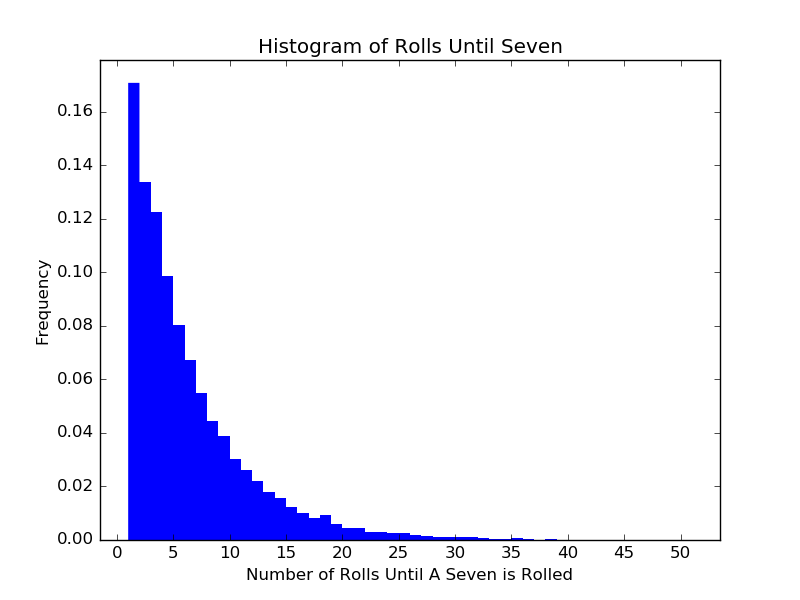 Histogram of Rolls Until Seven
0.16
0.14
0.12
0.10
0.08
0.06
0.04
0.02
0.00
Frequency
0 5 10 15 20 25 30 35 40 45 50
Number of Rolls Until A Seven is Rolled